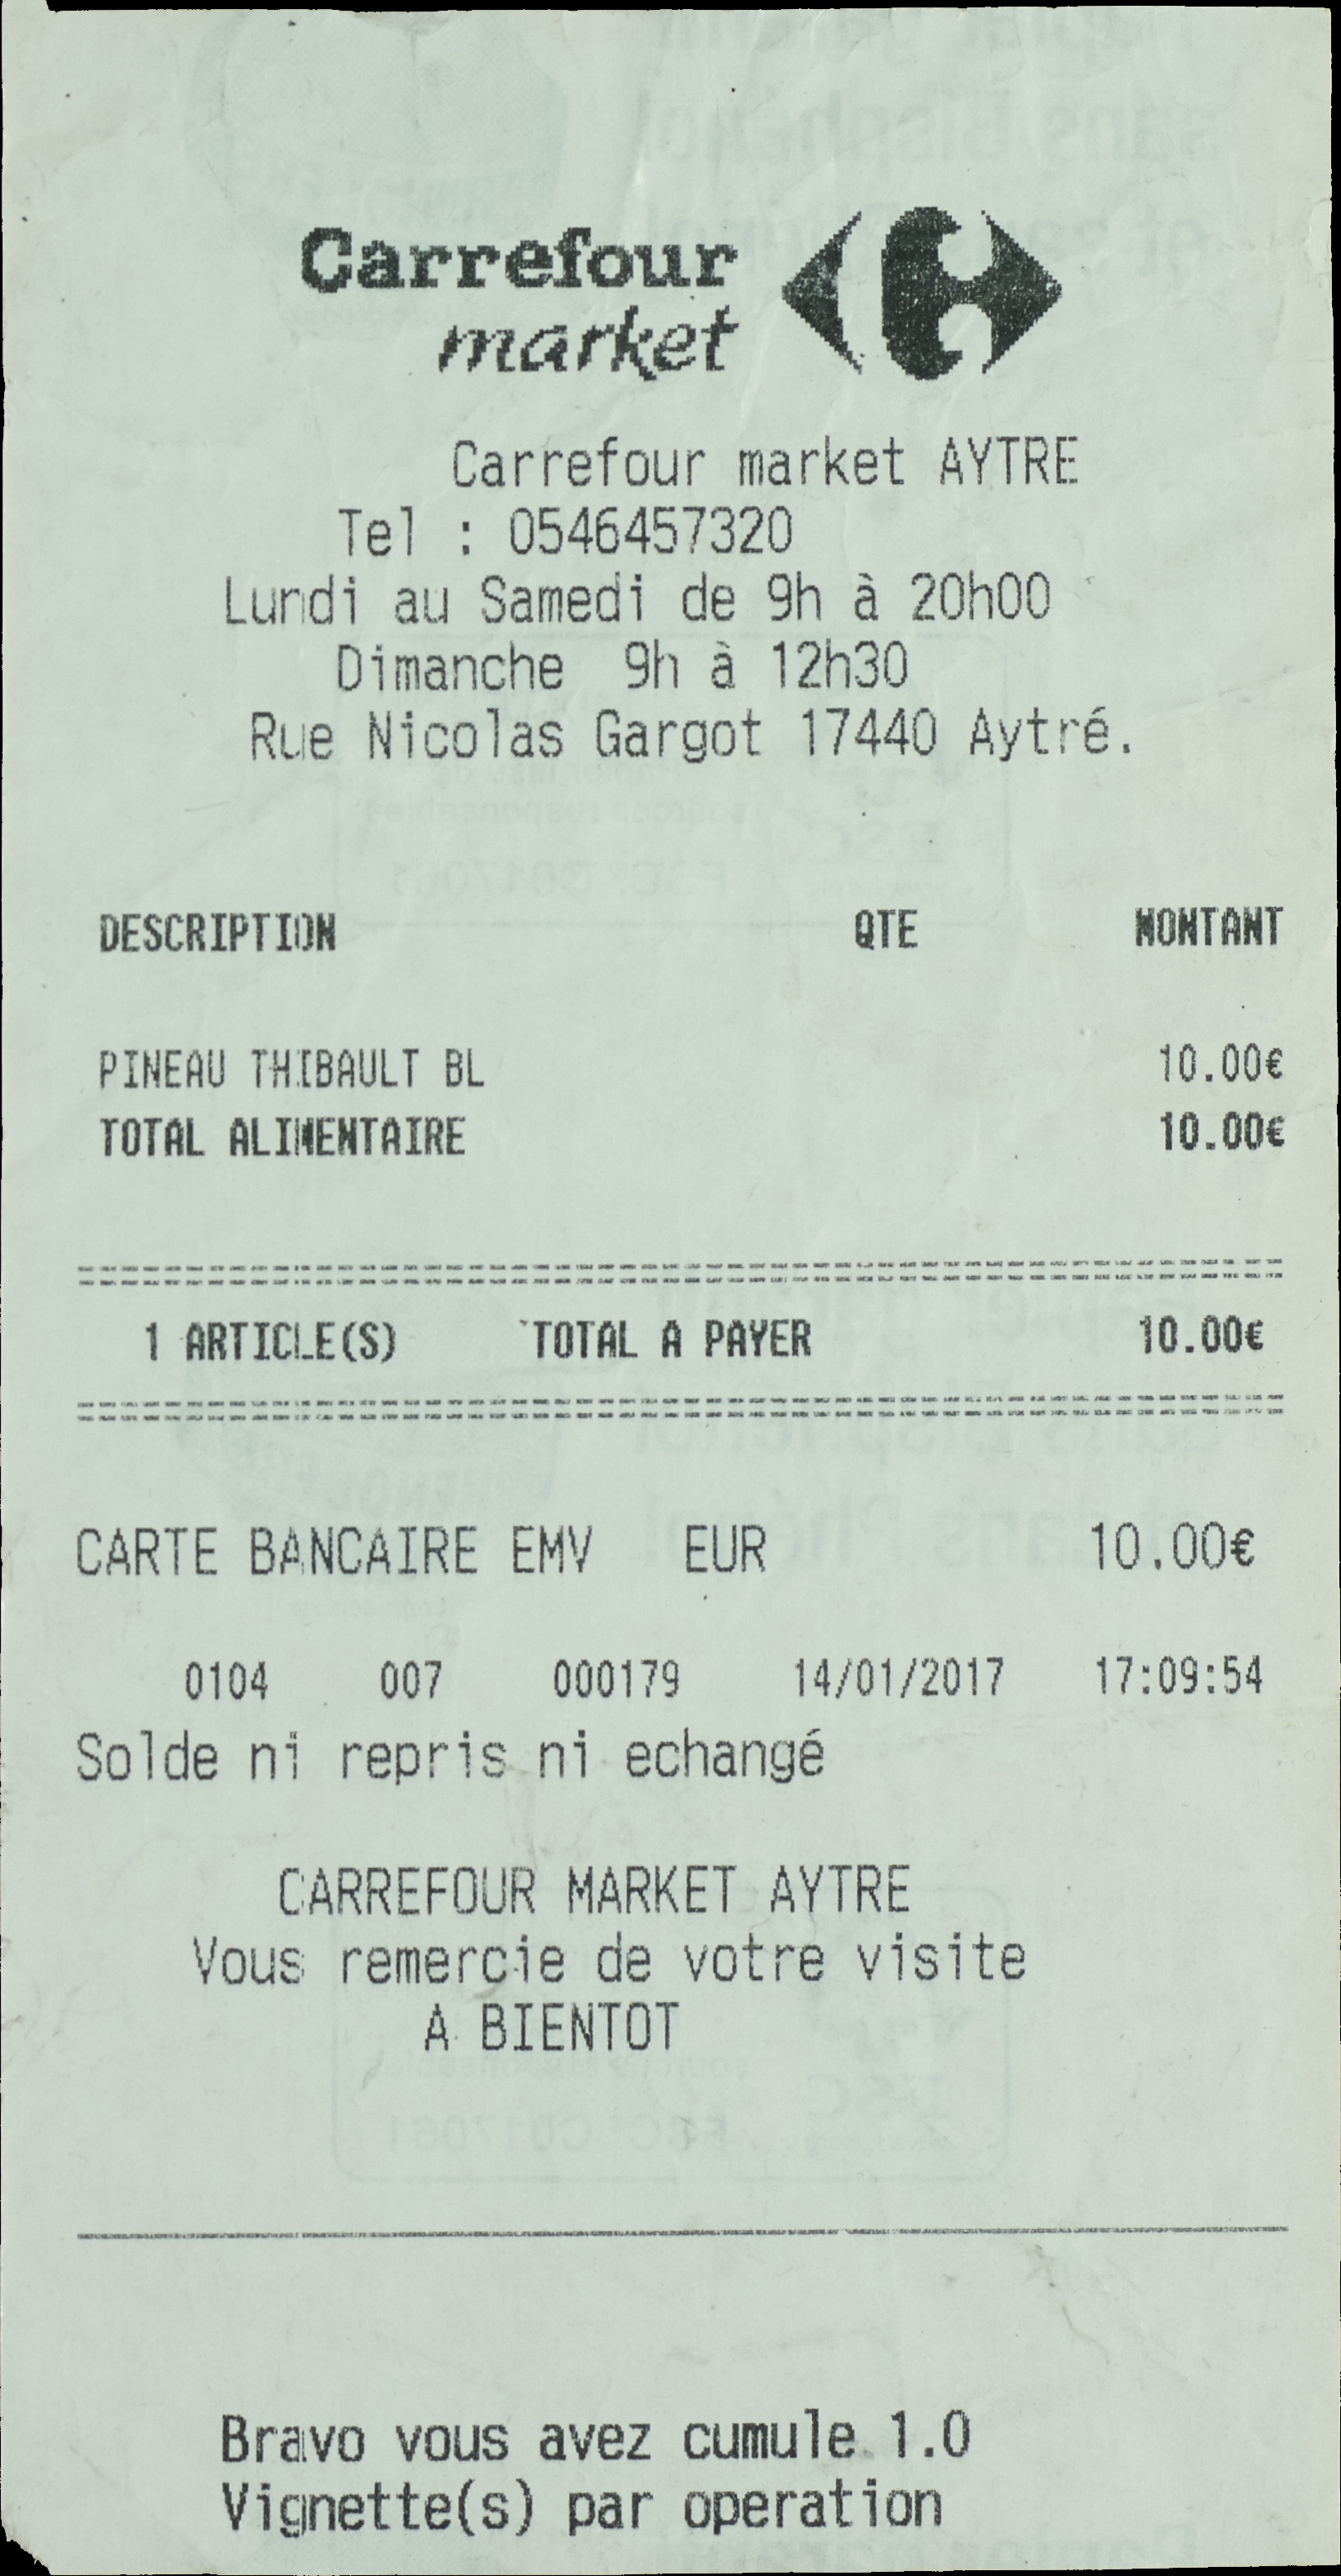 Carrefour
market
Carrefour market AYTRE
Tel : 0546457320
Lundi au Samedi de 9h à 20h00
Dimanche 9h à 12h30
Rue Nicolas Gargot 17440 Aytré.
DESCRIPTION QTE MONTANT
PINEAU THIBAULT BL 10.00€
TOTAL ALIMENTAIRE 10.00€
1 ARTICLE(S) TOTAL A PAYER 10.00€
CARTE BANCAIRE EMV EUR 10.00€
0104 007 000179 14/01/2017 17:09:54
Solde ni repris ni echangé
CARREFOUR MARKET AYTRE
Vous remercie de votre visite
A BIENTOT
Bravo vous avez cumule 1.0
Vignette(s) par operation